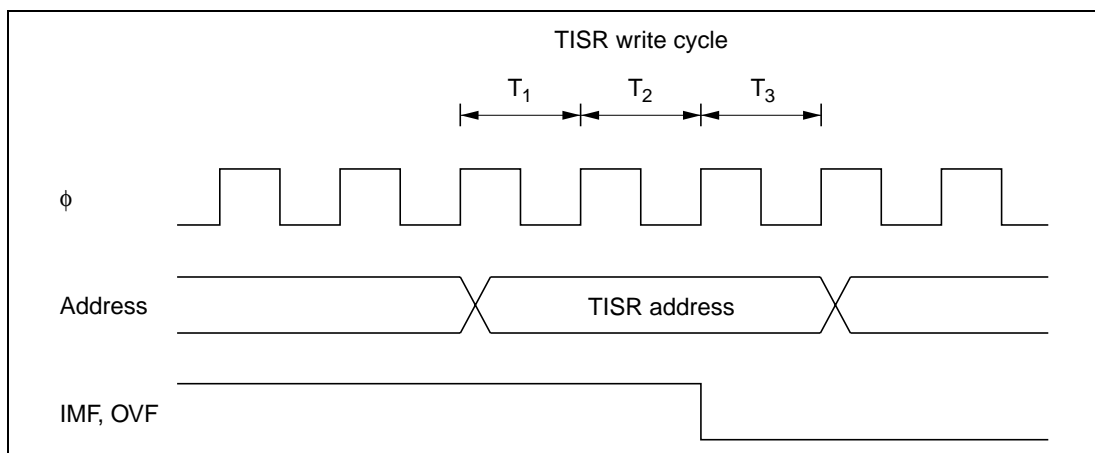 TISR write cycle
T1 T2 T3
ϕ
Address TISR address
IMF, OVF